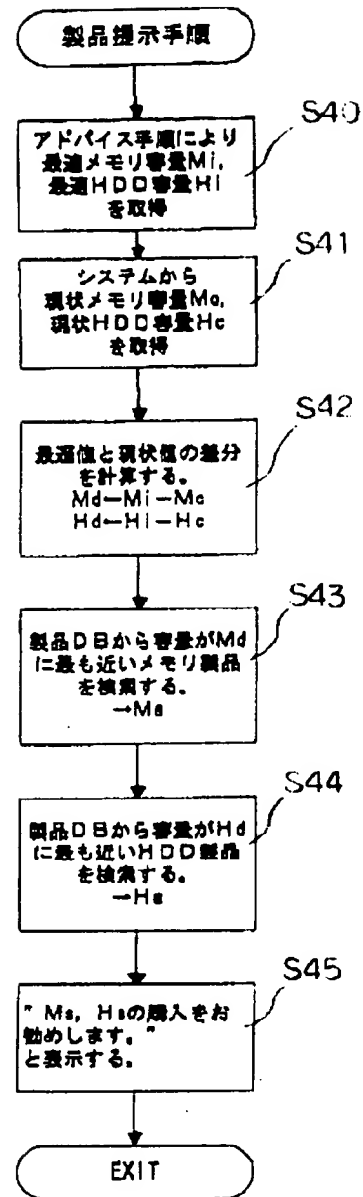 製品提示手順
S40
アドバイス手順により
最適メモリ容量Mi,
最適HDD容量Hi
を取得
S41
システムから
現状メモリ容量Mc,
現状HDD容量Hc
を取得
S42
最適値と現状値の差分
を計算する。
Md←Mi－Mc
Hd←Hi－Hc
S43
製品DBから容量がMd
に最も近いメモリ製品
を検索する。
→Ms
S44
製品DBから容量がHd
に最も近いHDD製品
を検索する。
→Hs
S45
"Ms, Hsの購入をお
勧めします。"
と表示する。
EXIT